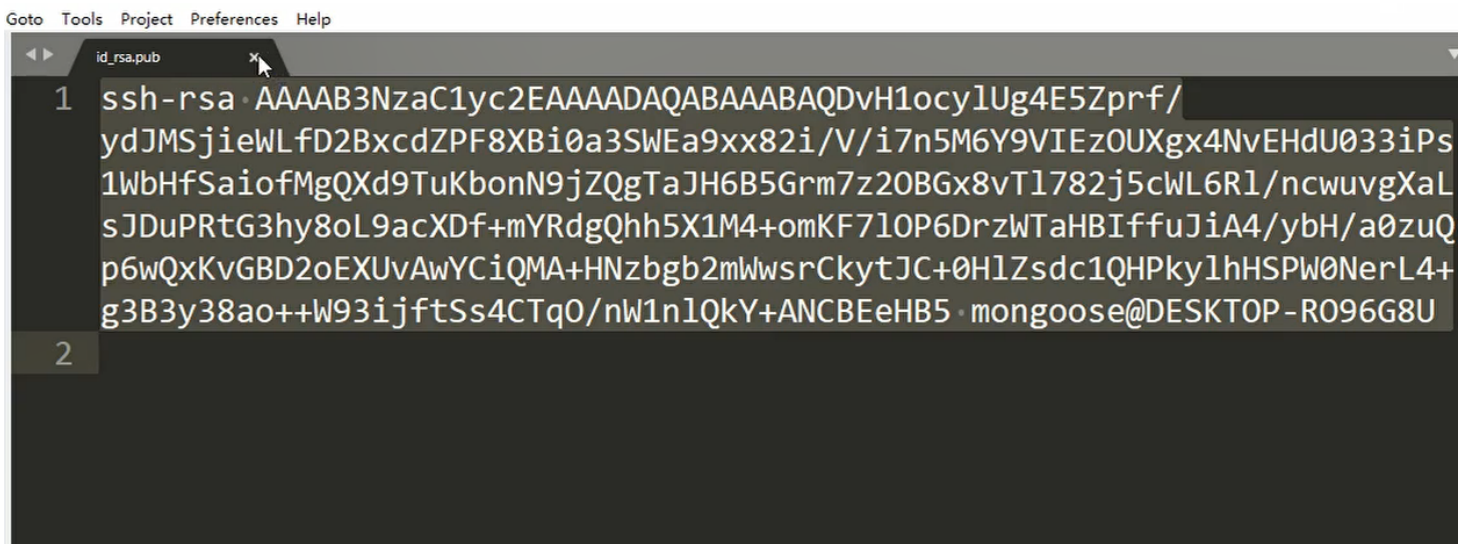 Goto Tools Project Preferences Help
id_rsa.pub
1 ssh-rsa AAAAB3NzaC1yc2EAAAADAQABAAABAQDvH1ocylUg4E5Zprf/
ydJMSjieWLfD2BxcdZPF8XBi0a3SWEa9xx82i/V/i7n5M6Y9VIEzOUXgx4NvEHdU033iPs
1WbHfSaiofMgQXd9TuKbonN9jZQgTaJH6B5Grm7z2OBGx8vTl782j5cWL6Rl/ncwuvgXaL
sJDuPRtG3hy8oL9acXDf+mYRdgQhh5X1M4+omKF7lOP6DrzWTaHBIffuJiA4/ybH/a0zuQ
p6wQxKvGBD2oEXUvAwYCiQMA+HNzbgb2mWwsrCkytJC+0HlZsdc1QHPkylhHSPW0NerL4+
g3B3y38ao++W93ijftSs4CTqO/nW1nlQkY+ANCBEeHB5 mongoose@DESKTOP-RO96G8U
2